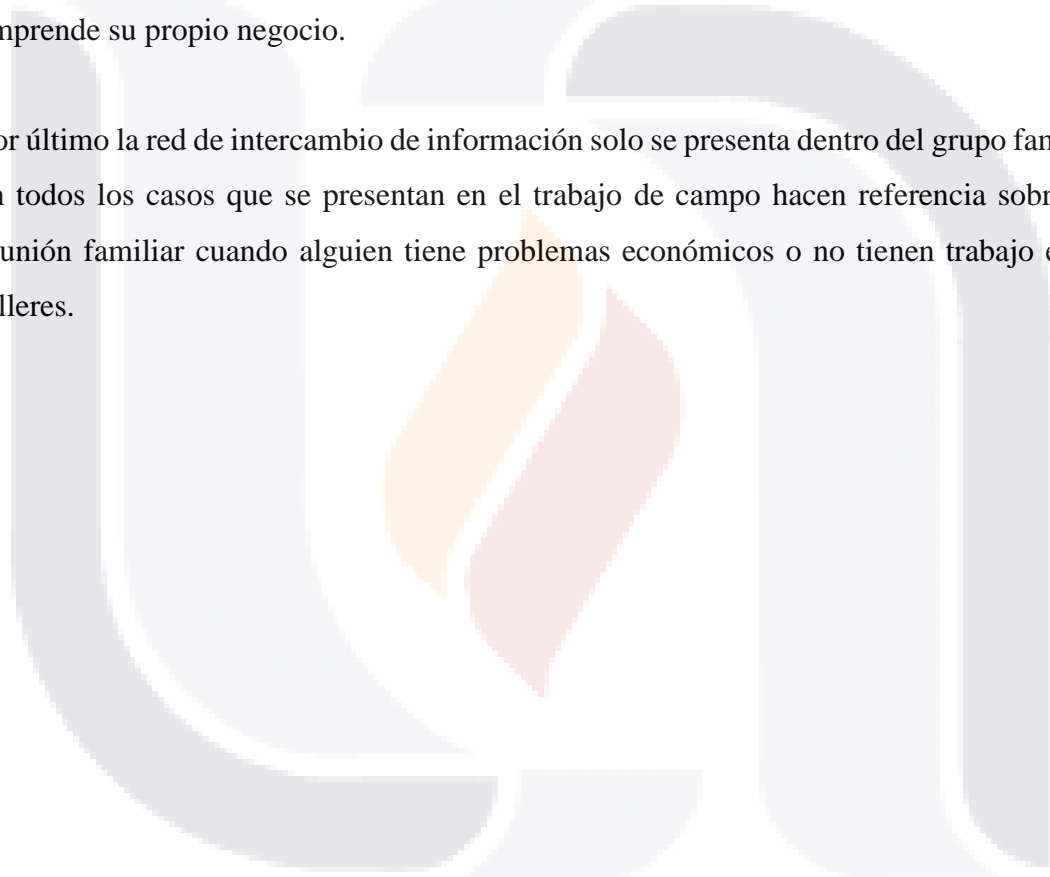 mprende su propio negocio.
or último la red de intercambio de información solo se presenta dentro del grupo fam
n todos los casos que se presentan en el trabajo de campo hacen referencia sobr
unión familiar cuando alguien tiene problemas económicos o no tienen trabajo e
lleres.